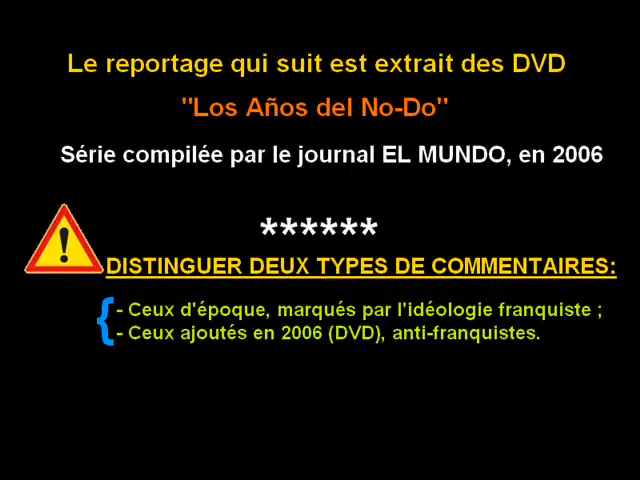 Le reportage qui suit est extrait des DVD
"Los Años del No-Do"
Série compilée par le journal EL MUNDO, en 2006
******
DISTINGUER DEUX TYPES DE COMMENTAIRES:
- Ceux d'époque, marqués par l'idéologie franquiste ;
- Ceux ajoutés en 2006 (DVD), anti-franquistes.